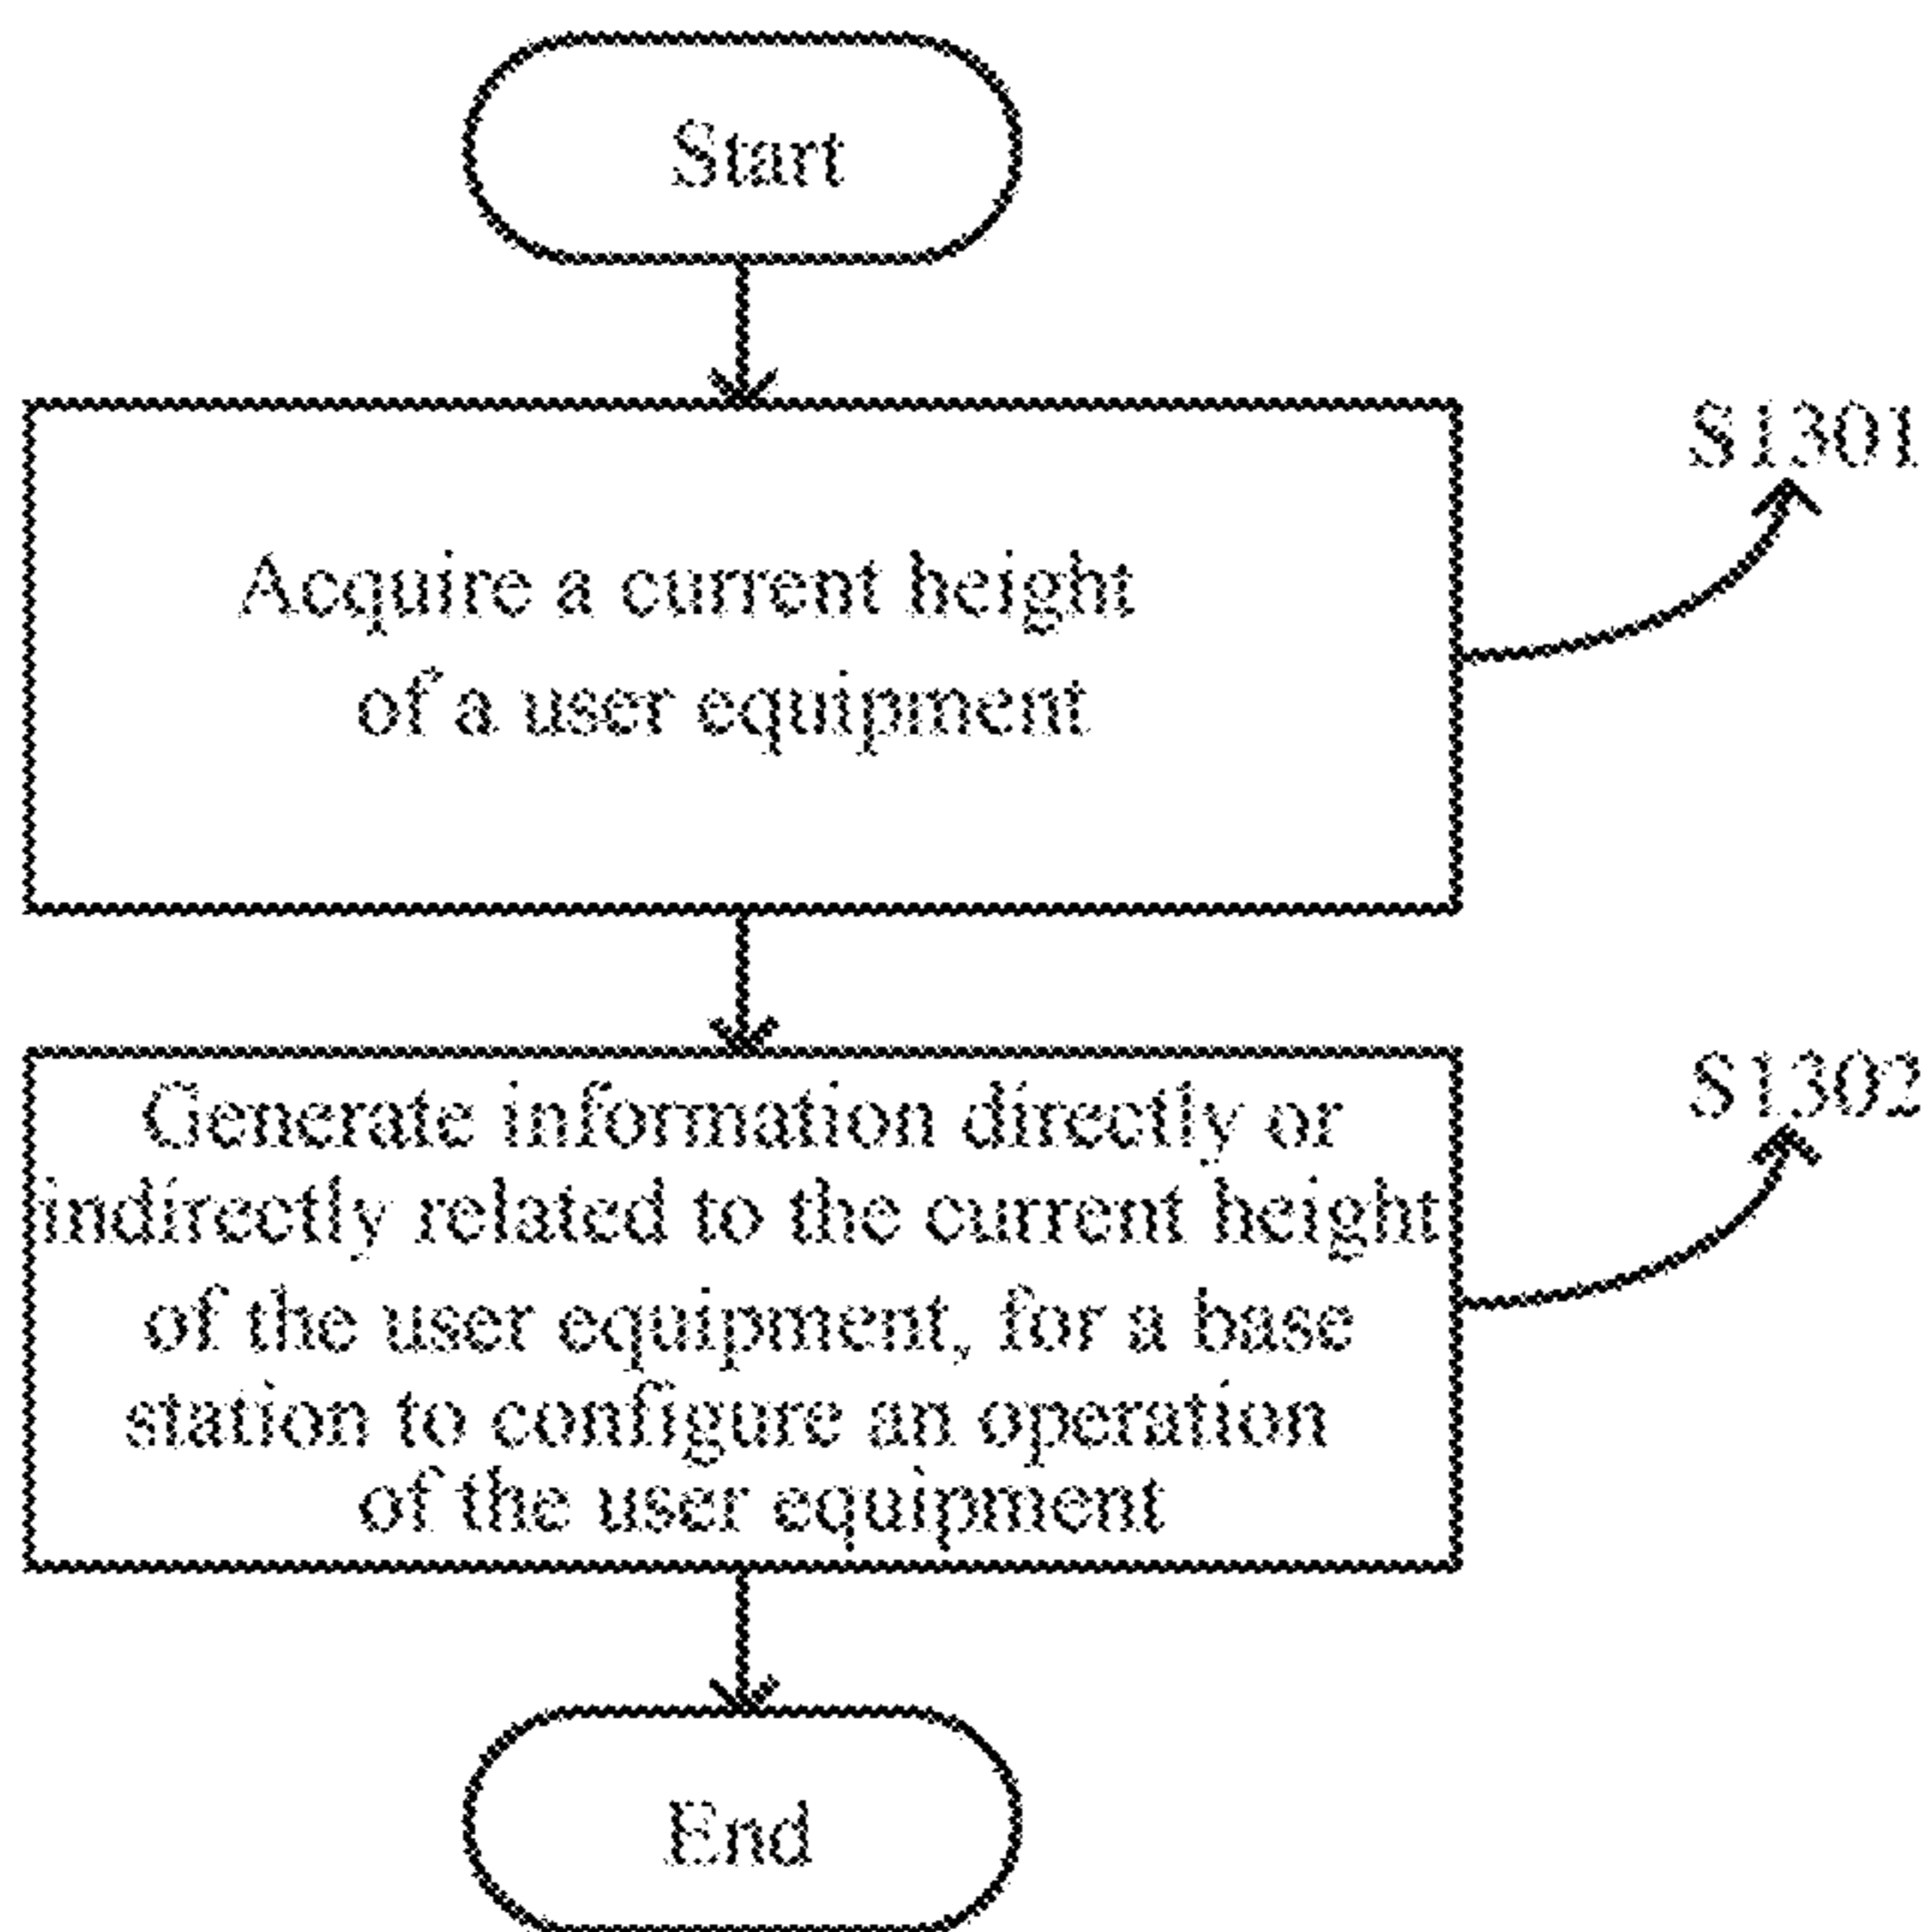 Start
S1301
Acquire a current height
of a user equipment
S1302
Generate information directly or
indirectly related to the current height
of the user equipment, for a base
station to configure an operation
of the user equipment
End